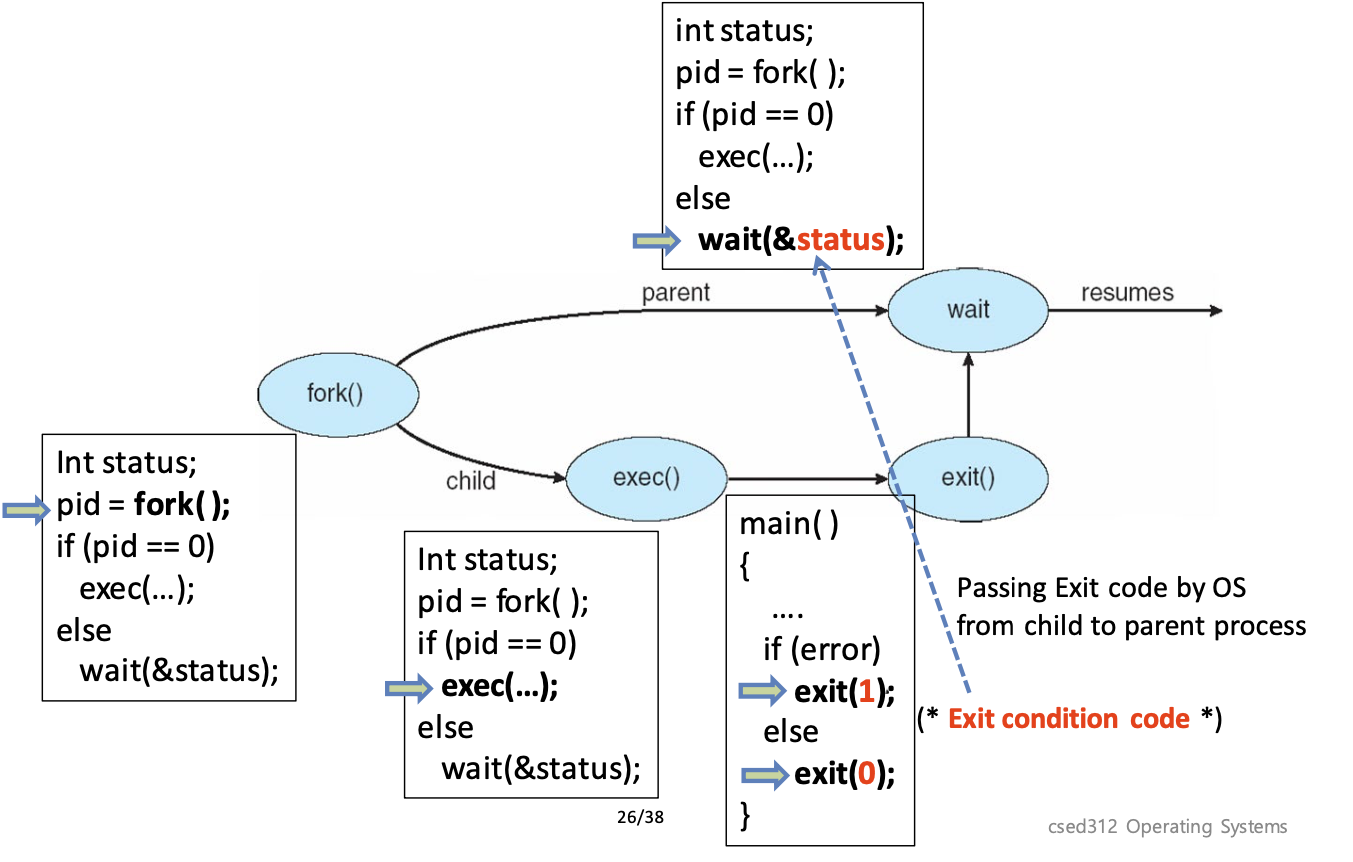 int status;
pid = fork( );
if (pid == 0)
exec(...);
else
wait(&status);
parent
wait
resumes
fork()
child
exec()
exit()
Int status;
pid = fork( );
if (pid == 0)
exec(...);
else
wait(&status);
Int status;
pid = fork( );
if (pid == 0)
exec(...);
else
wait(&status);
main( )
{
....
if (error)
exit(1);
else
exit(0);
}
Passing Exit code by OS
from child to parent process
(* Exit condition code *)
26/38
csed312 Operating Systems